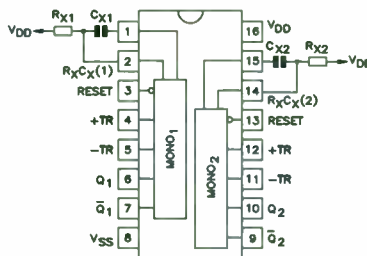 RX1 CX1
VDD
1
16 VDD
CX2 RX2
2
15
VDD
RXCX(1)
RESET 3
14
RXCX(2)
+TR 4
13 RESET
-TR 5
12 +TR
Q1 6
11 -TR
Q̅1 7
10 Q2
VSS 8
9 Q̅2
MONO1
MONO2